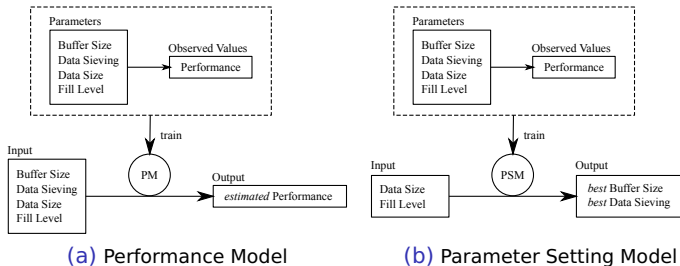 Parameters
Buffer Size
Data Sieving
Data Size
Fill Level
Observed Values
Performance
train
Input
Buffer Size
Data Sieving
Data Size
Fill Level
PM
Output
estimated Performance
(a) Performance Model
Parameters
Buffer Size
Data Sieving
Data Size
Fill Level
Observed Values
Performance
train
Input
Data Size
Fill Level
PSM
Output
best Buffer Size
best Data Sieving
(b) Parameter Setting Model